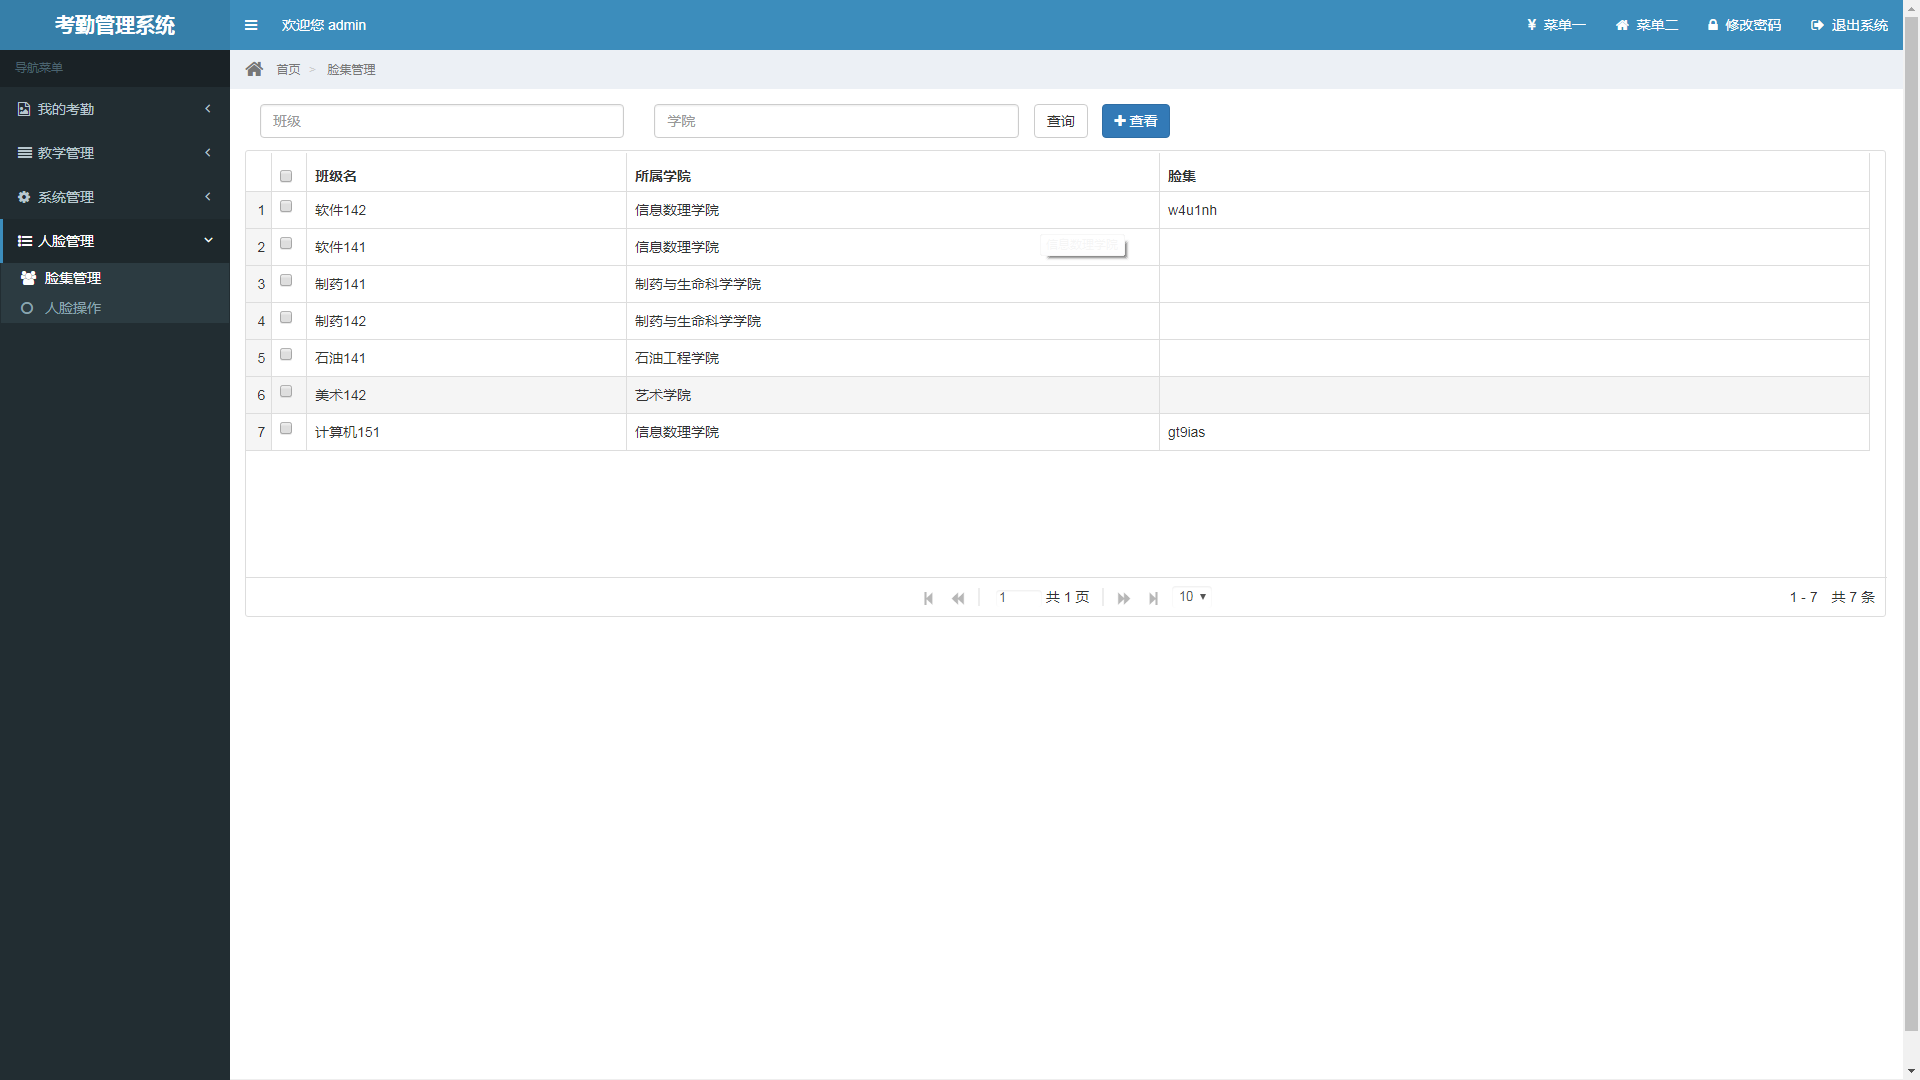 考勤管理系统
欢迎您 admin
¥ 菜单一 菜单二 修改密码 退出系统
导航菜单
首页 > 脸集管理
我的考勤
教学管理
系统管理
人脸管理
脸集管理
人脸操作
班级 学院 查询 查看
班级名 所属学院 脸集
1 软件142 信息数理学院 w4u1nh
2 软件141 信息数理学院
信息数理学院
3 制药141 制药与生命科学学院
4 制药142 制药与生命科学学院
5 石油141 石油工程学院
6 美术142 艺术学院
7 计算机151 信息数理学院 gt9ias
1 共 1 页 10 1 - 7 共 7 条